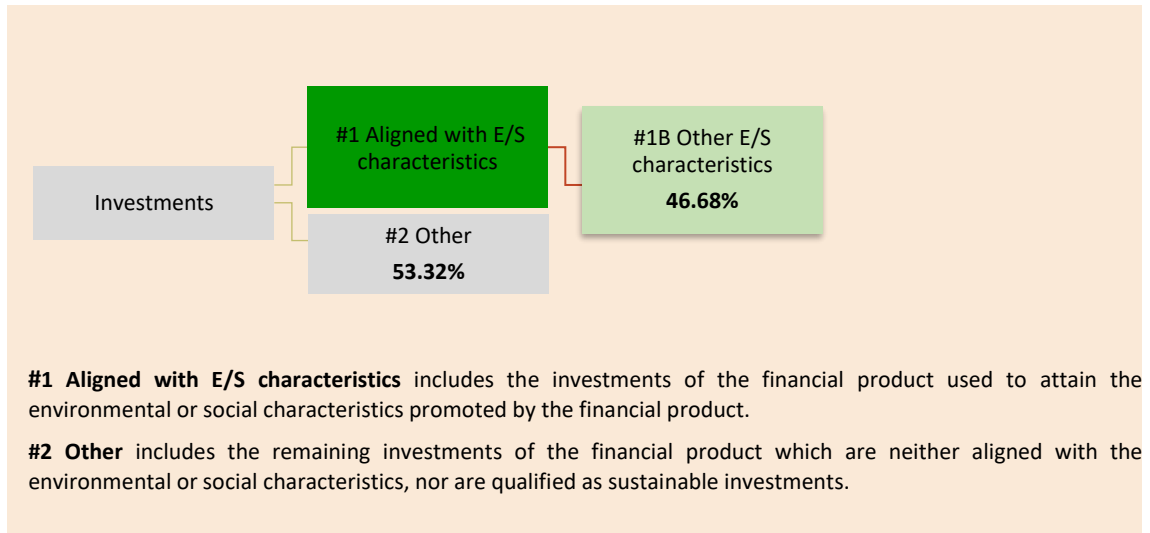 Investments
#1 Aligned with E/S
characteristics
#2 Other
53.32%
#1B Other E/S
characteristics
46.68%
#1 Aligned with E/S characteristics includes the investments of the financial product used to attain the
environmental or social characteristics promoted by the financial product.
#2 Other includes the remaining investments of the financial product which are neither aligned with the
environmental or social characteristics, nor are qualified as sustainable investments.